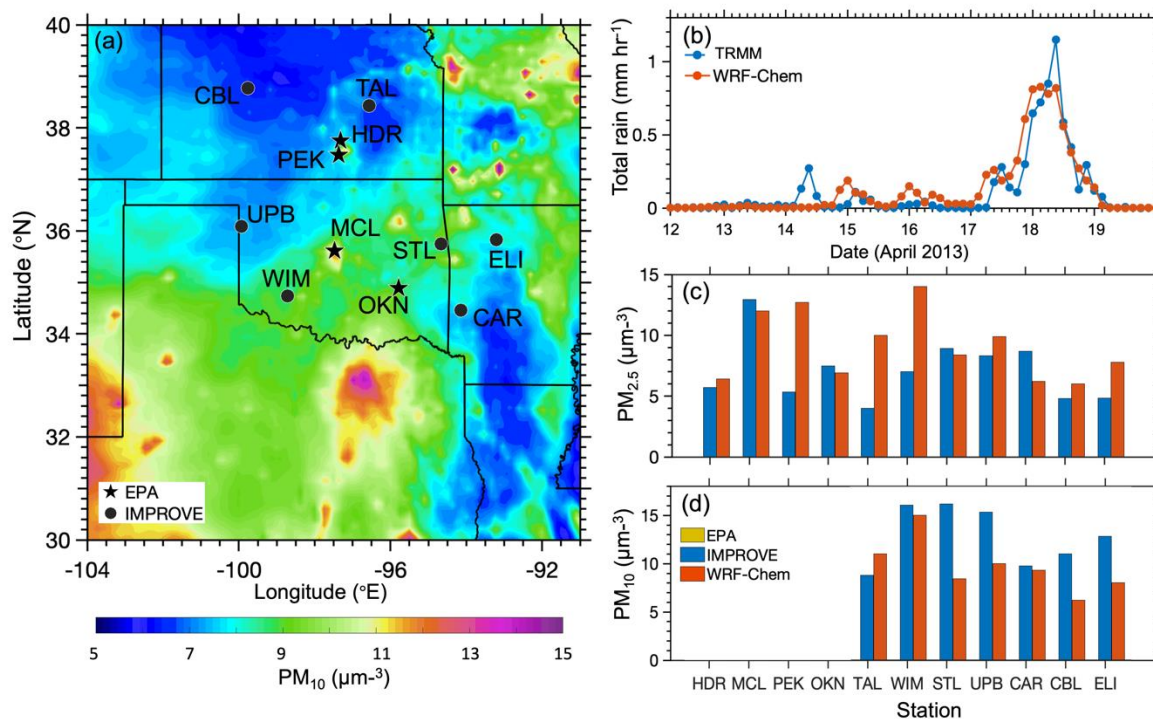 (a)
40
38
36
34
32
30
Latitude (°N)
CBL
TAL
HDR
PEK
UPB
MCL
STL
ELI
WIM
OKN
CAR
★ EPA
● IMPROVE
-104 -100 -96 -92
Longitude (°E)
5 7 9 11 13 15
PM10 (μm-3)
(b)
TRMM
WRF-Chem
Total rain (mm hr-1)
1
0.5
0
12 13 14 15 16 17 18 19
Date (April 2013)
(c)
PM2.5 (μm-3)
15
10
5
0
(d)
EPA
IMPROVE
WRF-Chem
PM10 (μm-3)
15
10
5
0
HDR MCL PEK OKN TAL WIM STL UPB CAR CBL ELI
Station